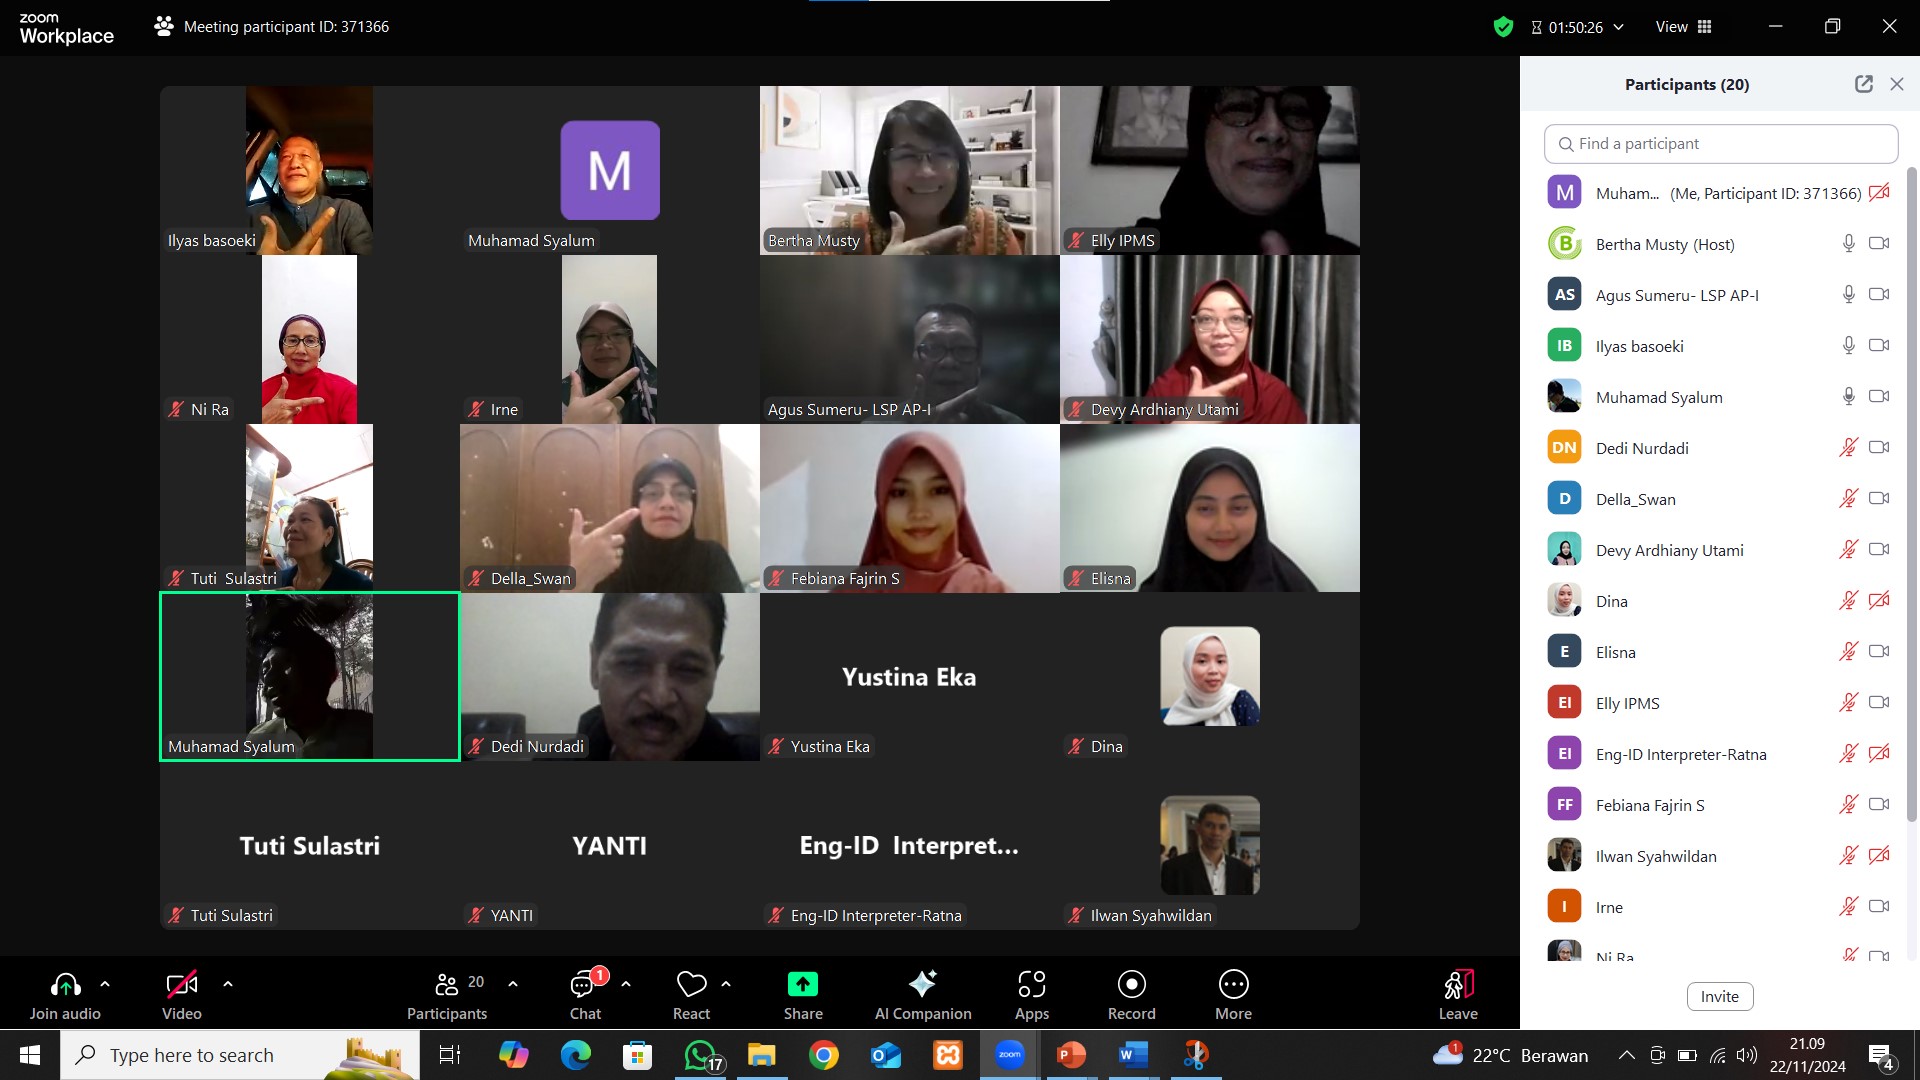 zoom
Workplace
Meeting participant ID: 371366
01:50:26
View
Ilyas basoeki
M
Muhamad Syalum
Bertha Musty
Elly IPMS
Ni Ra
Irne
Agus Sumeru- LSP AP-I
Devy Ardhiany Utami
Tuti Sulastri
Della_Swan
Febiana Fajrin S
Elisna
Muhamad Syalum
Dedi Nurdadi
Yustina Eka
Yustina Eka
Dina
Tuti Sulastri
Tuti Sulastri
YANTI
YANTI
Eng-ID Interpret...
Eng-ID Interpreter-Ratna
Ilwan Syahwildan
Participants (20)
Find a participant
M Muham... (Me, Participant ID: 371366)
B Bertha Musty (Host)
AS Agus Sumeru- LSP AP-I
IB Ilyas basoeki
Muhamad Syalum
DN Dedi Nurdadi
D Della_Swan
Devy Ardhiany Utami
Dina
E Elisna
EI Elly IPMS
EI Eng-ID Interpreter-Ratna
FF Febiana Fajrin S
Ilwan Syahwildan
I Irne
Ni Ra
Invite
Join audio
Video
20
Participants
1
Chat
React
Share
AI Companion
Apps
Record
More
Leave
Type here to search
17
zoom
P
W
1
22°C Berawan
21.09
22/11/2024
4